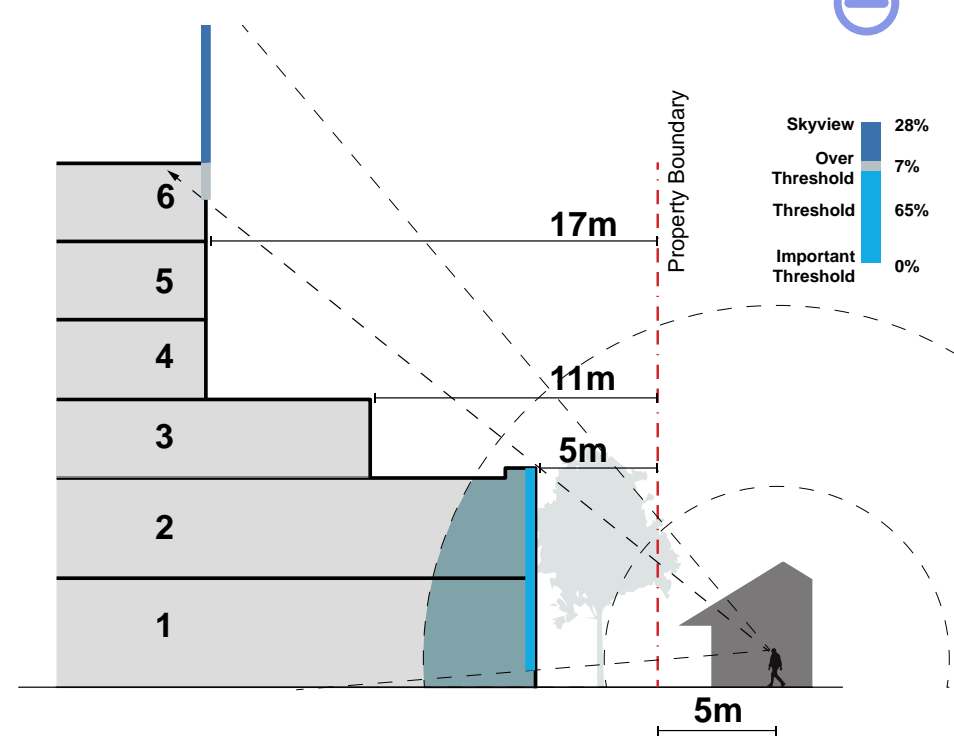 Skyview 28%
Over
Threshold 7%
Threshold 65%
Important
Threshold 0%
Property Boundary
6
17m
5
4
11m
3
5m
2
1
5m